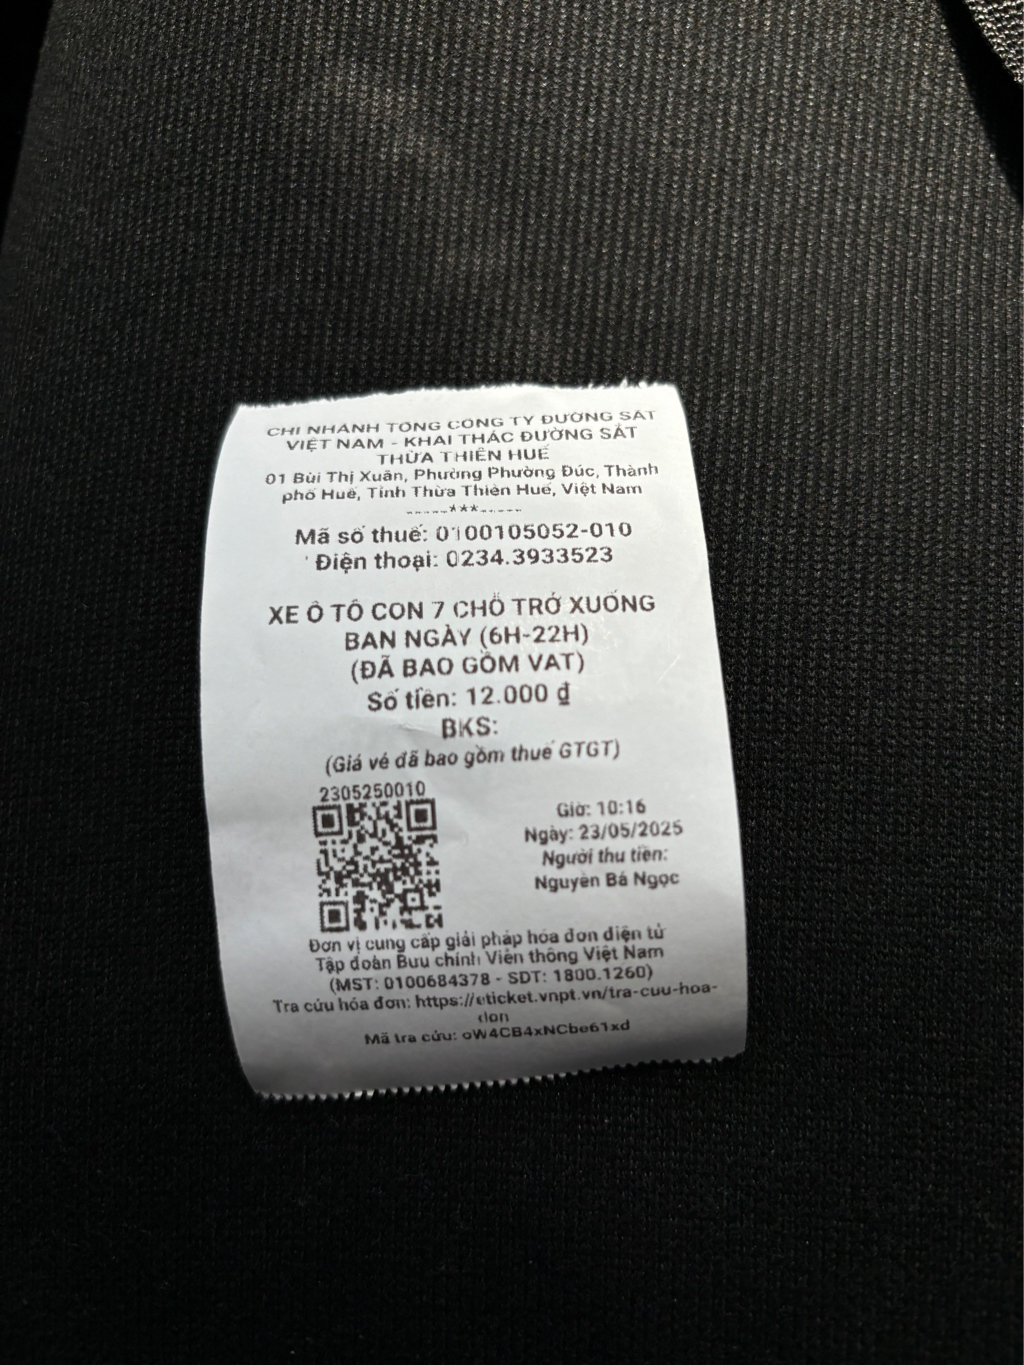 CHI NHÁNH TỔNG CÔNG TY ĐƯỜNG SẮT
VIỆT NAM - KHAI THÁC ĐƯỜNG SẮT
THỪA THIÊN HUẾ
01 Bùi Thị Xuân, Phường Phường Đúc, Thành
phố Huế, Tỉnh Thừa Thiên Huế, Việt Nam
------***------
Mã số thuế: 0100105052-010
Điện thoại: 0234.3933523
XE Ô TÔ CON 7 CHỖ TRỞ XUỐNG
BAN NGÀY (6H-22H)
(ĐÃ BAO GỒM VAT)
Số tiền: 12.000 ₫
BKS:
(Giá vé đã bao gồm thuế GTGT)
2305250010
Giờ: 10:16
Ngày: 23/05/2025
Người thu tiền:
Nguyễn Bá Ngọc
Đơn vị cung cấp giải pháp hóa đơn điện tử
Tập đoàn Bưu chính Viễn thông Việt Nam
(MST: 0100684378 - SDT: 1800.1260)
Tra cứu hóa đơn: https://eticket.vnpt.vn/tra-cuu-hoa-
don
Mã tra cứu: oW4CB4xNCbe61xd